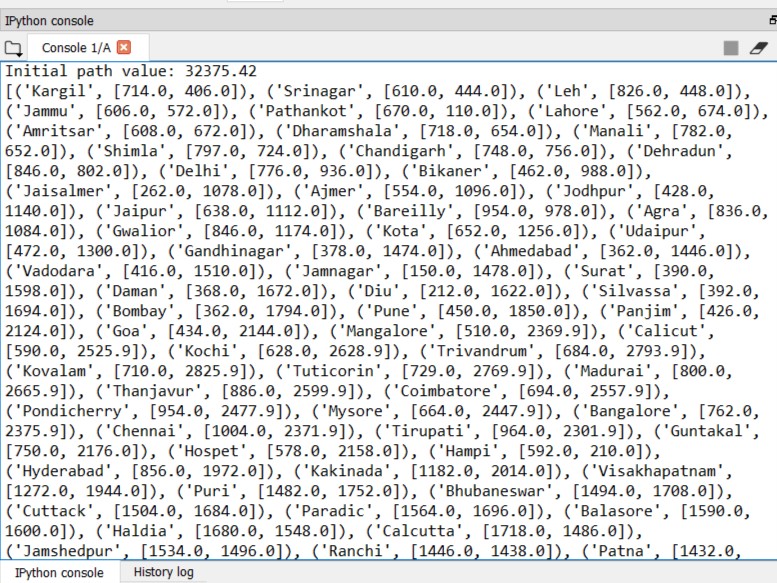 IPython console
Console 1/A
Initial path value: 32375.42
[('Kargil', [714.0, 406.0]), ('Srinagar', [610.0, 444.0]), ('Leh', [826.0, 448.0]),
('Jammu', [606.0, 572.0]), ('Pathankot', [670.0, 110.0]), ('Lahore', [562.0, 674.0]),
('Amritsar', [608.0, 672.0]), ('Dharamshala', [718.0, 654.0]), ('Manali', [782.0,
652.0]), ('Shimla', [797.0, 724.0]), ('Chandigarh', [748.0, 756.0]), ('Dehradun',
[846.0, 802.0]), ('Delhi', [776.0, 936.0]), ('Bikaner', [462.0, 988.0]),
('Jaisalmer', [262.0, 1078.0]), ('Ajmer', [554.0, 1096.0]), ('Jodhpur', [428.0,
1140.0]), ('Jaipur', [638.0, 1112.0]), ('Bareilly', [954.0, 978.0]), ('Agra', [836.0,
1084.0]), ('Gwalior', [846.0, 1174.0]), ('Kota', [652.0, 1256.0]), ('Udaipur',
[472.0, 1300.0]), ('Gandhinagar', [378.0, 1474.0]), ('Ahmedabad', [362.0, 1446.0]),
('Vadodara', [416.0, 1510.0]), ('Jamnagar', [150.0, 1478.0]), ('Surat', [390.0,
1598.0]), ('Daman', [368.0, 1672.0]), ('Diu', [212.0, 1622.0]), ('Silvassa', [392.0,
1694.0]), ('Bombay', [362.0, 1794.0]), ('Pune', [450.0, 1850.0]), ('Panjim', [426.0,
2124.0]), ('Goa', [434.0, 2144.0]), ('Mangalore', [510.0, 2369.9]), ('Calicut',
[590.0, 2525.9]), ('Kochi', [628.0, 2628.9]), ('Trivandrum', [684.0, 2793.9]),
('Kovalam', [710.0, 2825.9]), ('Tuticorin', [729.0, 2769.9]), ('Madurai', [800.0,
2665.9]), ('Thanjavur', [886.0, 2599.9]), ('Coimbatore', [694.0, 2557.9]),
('Pondicherry', [954.0, 2477.9]), ('Mysore', [664.0, 2447.9]), ('Bangalore', [762.0,
2375.9]), ('Chennai', [1004.0, 2371.9]), ('Tirupati', [964.0, 2301.9]), ('Guntakal',
[750.0, 2176.0]), ('Hospet', [578.0, 2158.0]), ('Hampi', [592.0, 210.0]),
('Hyderabad', [856.0, 1972.0]), ('Kakinada', [1182.0, 2014.0]), ('Visakhapatnam',
[1272.0, 1944.0]), ('Puri', [1482.0, 1752.0]), ('Bhubaneswar', [1494.0, 1708.0]),
('Cuttack', [1504.0, 1684.0]), ('Paradic', [1564.0, 1696.0]), ('Balasore', [1590.0,
1600.0]), ('Haldia', [1680.0, 1548.0]), ('Calcutta', [1718.0, 1486.0]),
('Jamshedpur', [1534.0, 1496.0]), ('Ranchi', [1446.0, 1438.0]), ('Patna', [1432.0,
IPython console History log